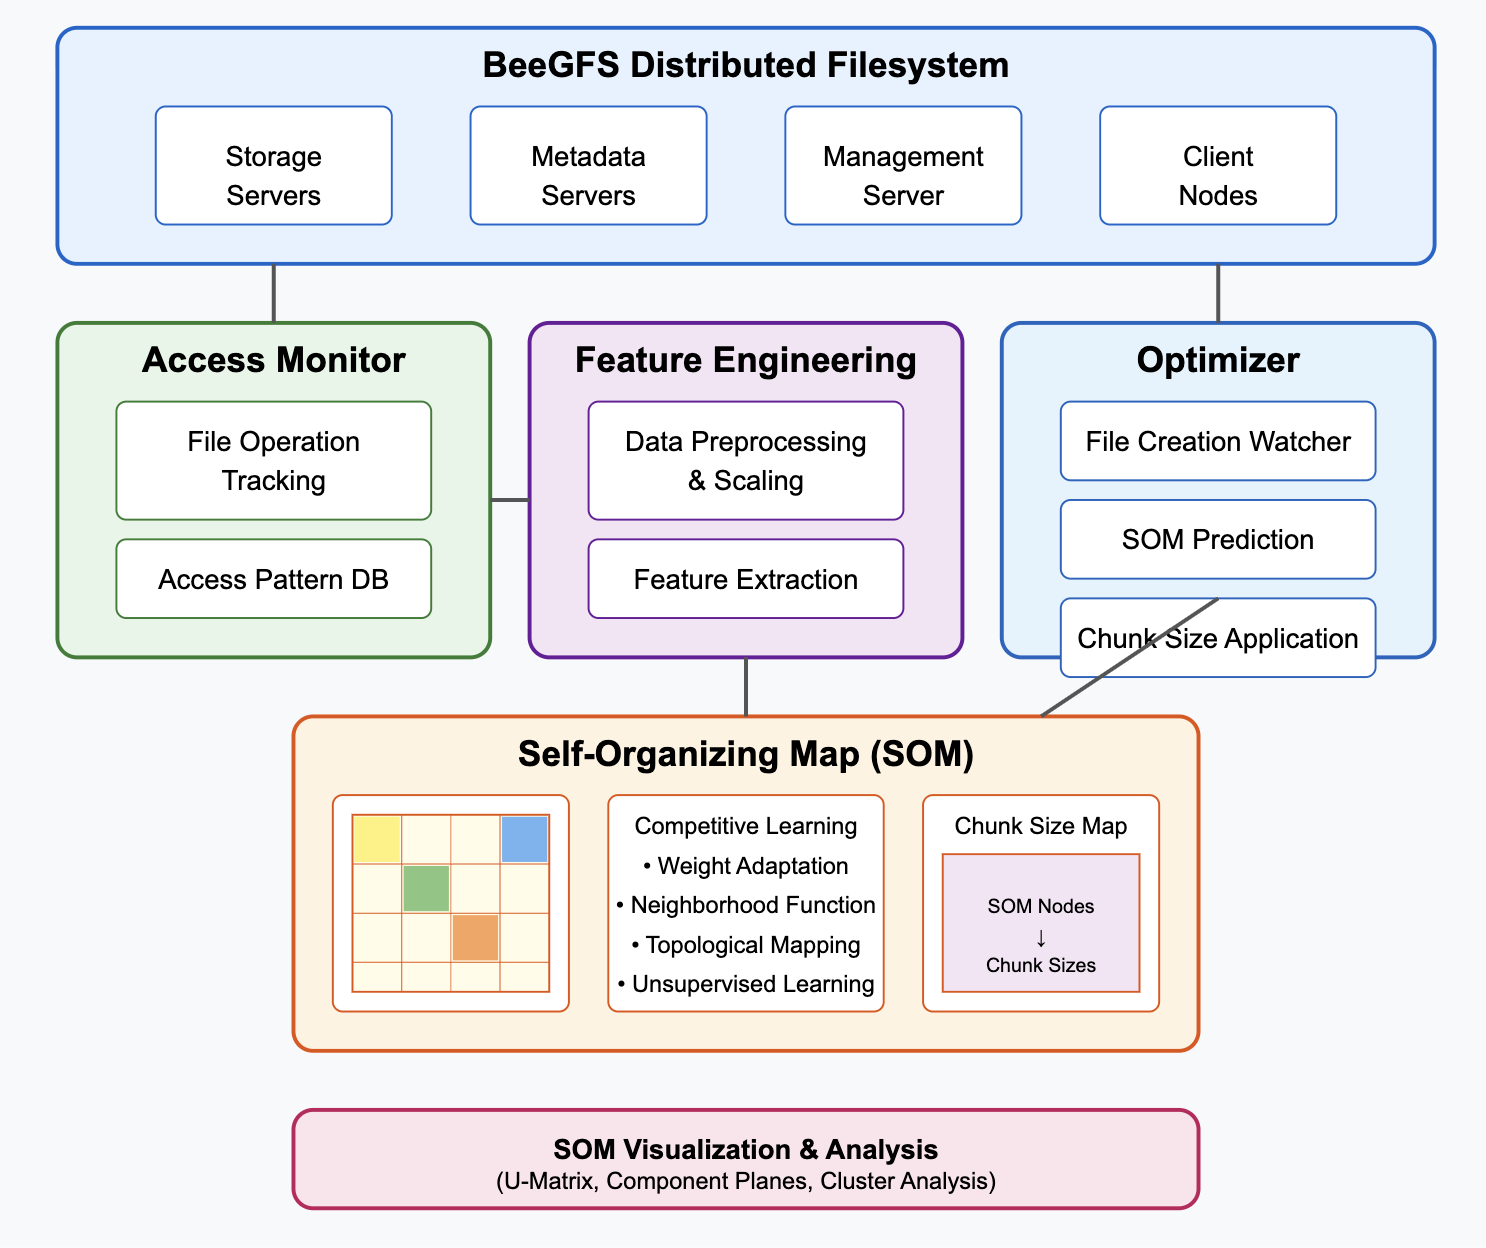 BeeGFS Distributed Filesystem
Storage
Servers
Metadata
Servers
Management
Server
Client
Nodes
Access Monitor
File Operation
Tracking
Access Pattern DB
Feature Engineering
Data Preprocessing
& Scaling
Feature Extraction
Optimizer
File Creation Watcher
SOM Prediction
Chunk Size Application
Self-Organizing Map (SOM)
Competitive Learning
• Weight Adaptation
• Neighborhood Function
• Topological Mapping
• Unsupervised Learning
Chunk Size Map
SOM Nodes
↓
Chunk Sizes
SOM Visualization & Analysis
(U-Matrix, Component Planes, Cluster Analysis)